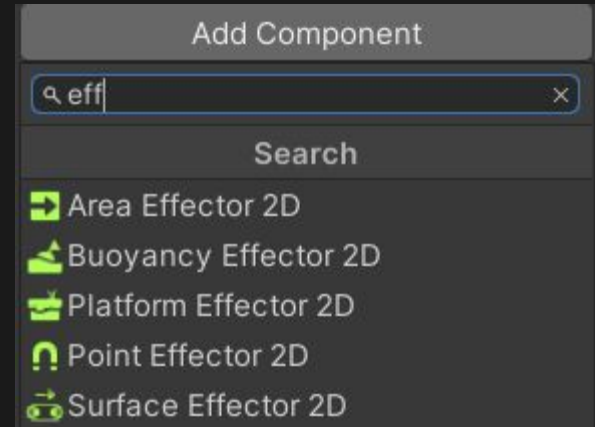 Add Component
eff
Search
Area Effector 2D
Buoyancy Effector 2D
Platform Effector 2D
Point Effector 2D
Surface Effector 2D